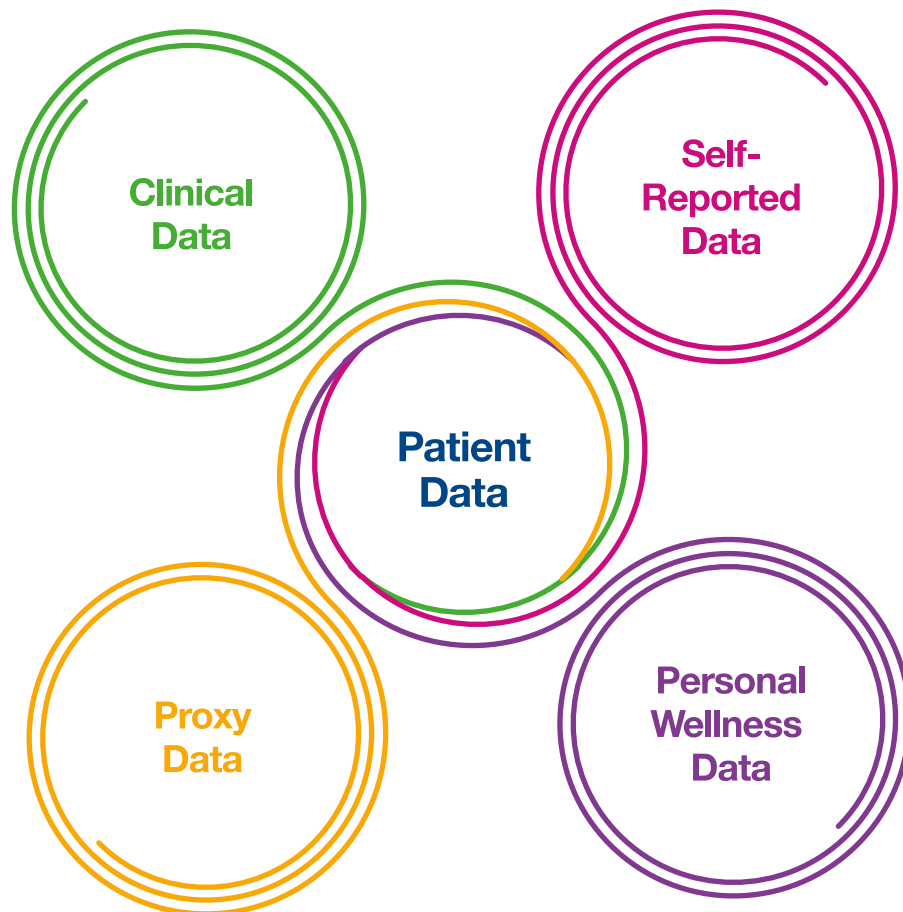 Clinical
Data
Self-
Reported
Data
Patient
Data
Proxy
Data
Personal
Wellness
Data